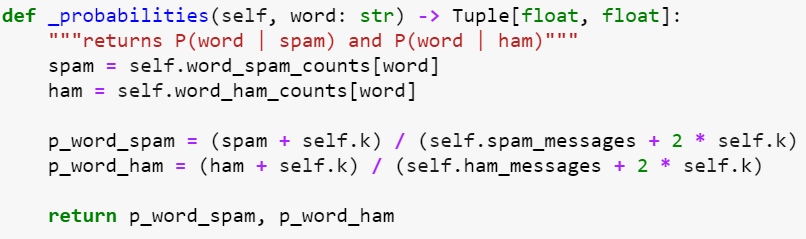 def _probabilities(self, word: str) -> Tuple[float, float]:
    """returns P(word | spam) and P(word | ham)"""
    spam = self.word_spam_counts[word]
    ham = self.word_ham_counts[word]

    p_word_spam = (spam + self.k) / (self.spam_messages + 2 * self.k)
    p_word_ham = (ham + self.k) / (self.ham_messages + 2 * self.k)

    return p_word_spam, p_word_ham